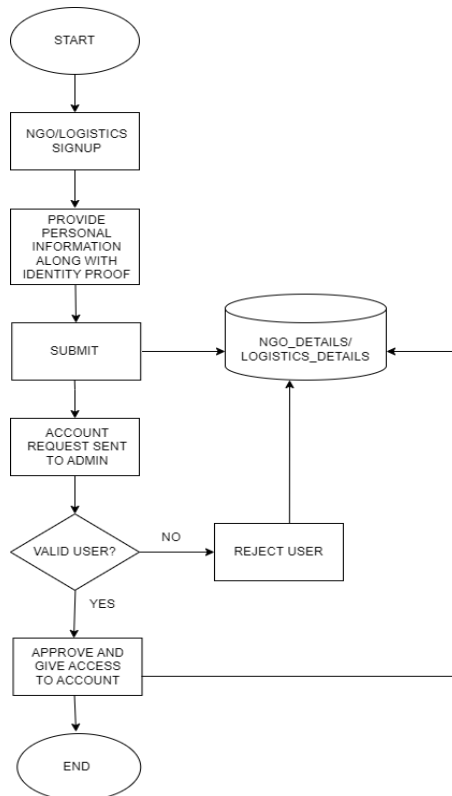 START
NGO/LOGISTICS
SIGNUP
PROVIDE
PERSONAL
INFORMATION
ALONG WITH
IDENTITY PROOF
SUBMIT
NGO_DETAILS/
LOGISTICS_DETAILS
ACCOUNT
REQUEST SENT
TO ADMIN
VALID USER?
NO
REJECT USER
YES
APPROVE AND
GIVE ACCESS
TO ACCOUNT
END